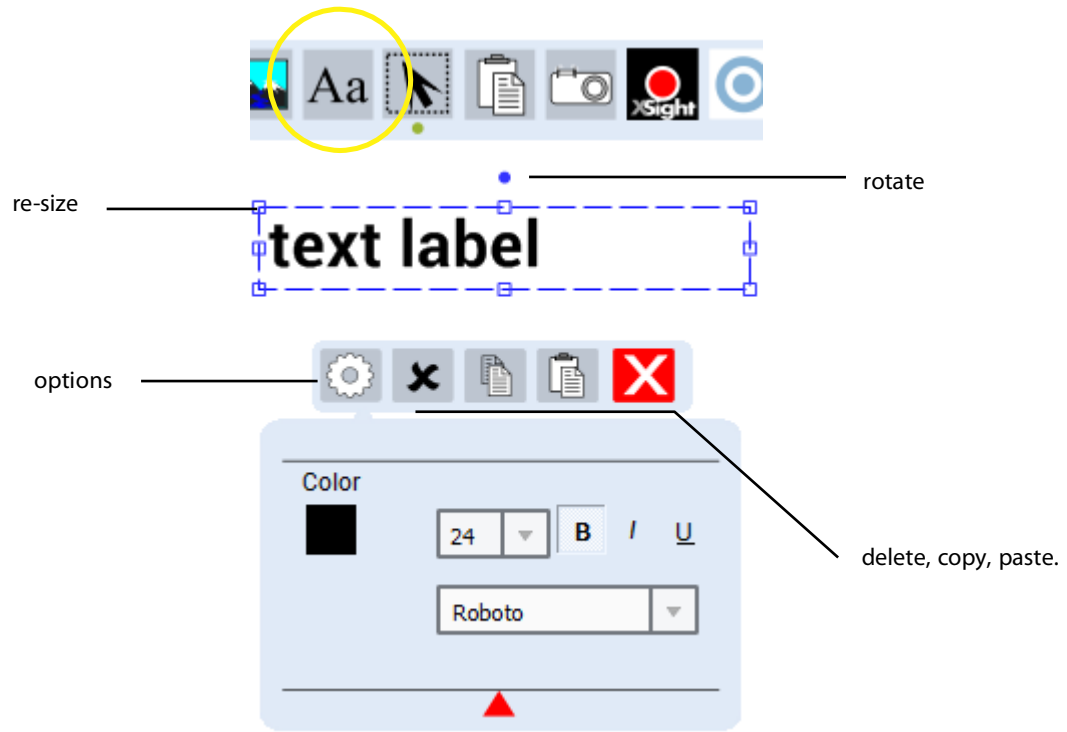 Aa
XSight
rotate
re-size
text label
options
Color
24
B I U
delete, copy, paste.
Roboto